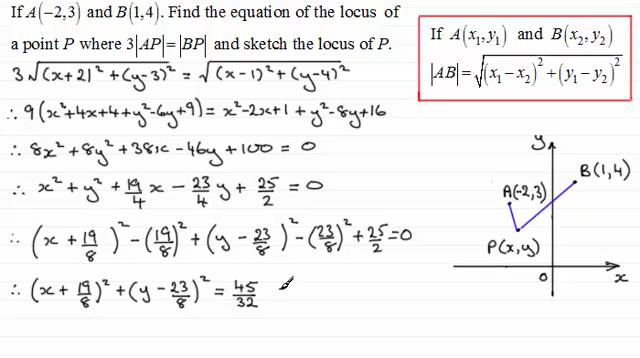 If A(−2,3) and B(1,4). Find the equation of the locus of
a point P where 3|AP|=|BP| and sketch the locus of P.
3√((x+2)² + (y−3)²) = √((x−1)² + (y−4)²)
∴ 9(x²+4x+4+y²−6y+9) = x²−2x+1+y²−8y+16
∴ 8x² + 8y² + 38x − 46y + 100 = 0
∴ x² + y² + 19/4 x − 23/4 y + 25/2 = 0
∴ (x + 19/8)² − (19/8)² + (y − 23/8)² − (23/8)² + 25/2 = 0
∴ (x + 19/8)² + (y − 23/8)² = 45/32
If A(x₁, y₁) and B(x₂, y₂)
|AB| = √((x₁ − x₂)² + (y₁ − y₂)²)
y
B(1,4)
A(-2,3)
P(x,y)
0
x